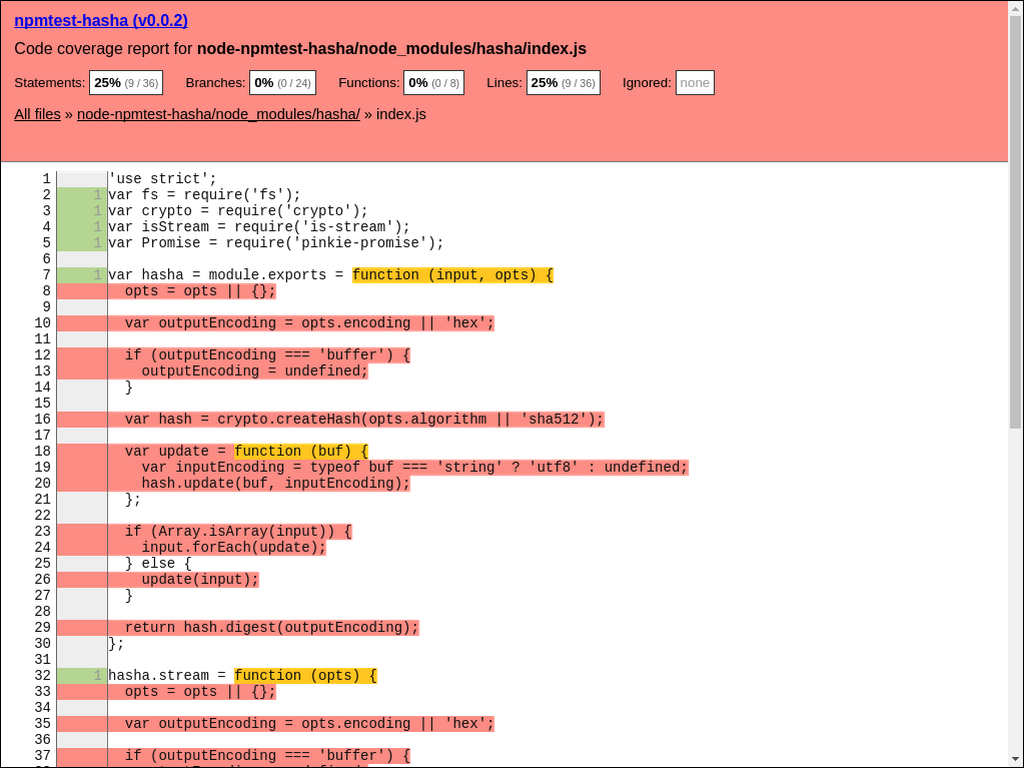 npmtest-hasha (v0.0.2)
Code coverage report for node-npmtest-hasha/node_modules/hasha/index.js
Statements: 25% (9 / 36) Branches: 0% (0 / 24) Functions: 0% (0 / 8) Lines: 25% (9 / 36) Ignored: none
All files » node-npmtest-hasha/node_modules/hasha/ » index.js
1 'use strict';
2 1 var fs = require('fs');
3 1 var crypto = require('crypto');
4 1 var isStream = require('is-stream');
5 1 var Promise = require('pinkie-promise');
6
7 1 var hasha = module.exports = function (input, opts) {
8 opts = opts || {};
9
10 var outputEncoding = opts.encoding || 'hex';
11
12 if (outputEncoding === 'buffer') {
13 outputEncoding = undefined;
14 }
15
16 var hash = crypto.createHash(opts.algorithm || 'sha512');
17
18 var update = function (buf) {
19 var inputEncoding = typeof buf === 'string' ? 'utf8' : undefined;
20 hash.update(buf, inputEncoding);
21 };
22
23 if (Array.isArray(input)) {
24 input.forEach(update);
25 } else {
26 update(input);
27 }
28
29 return hash.digest(outputEncoding);
30 };
31
32 1 hasha.stream = function (opts) {
33 opts = opts || {};
34
35 var outputEncoding = opts.encoding || 'hex';
36
37 if (outputEncoding === 'buffer') {